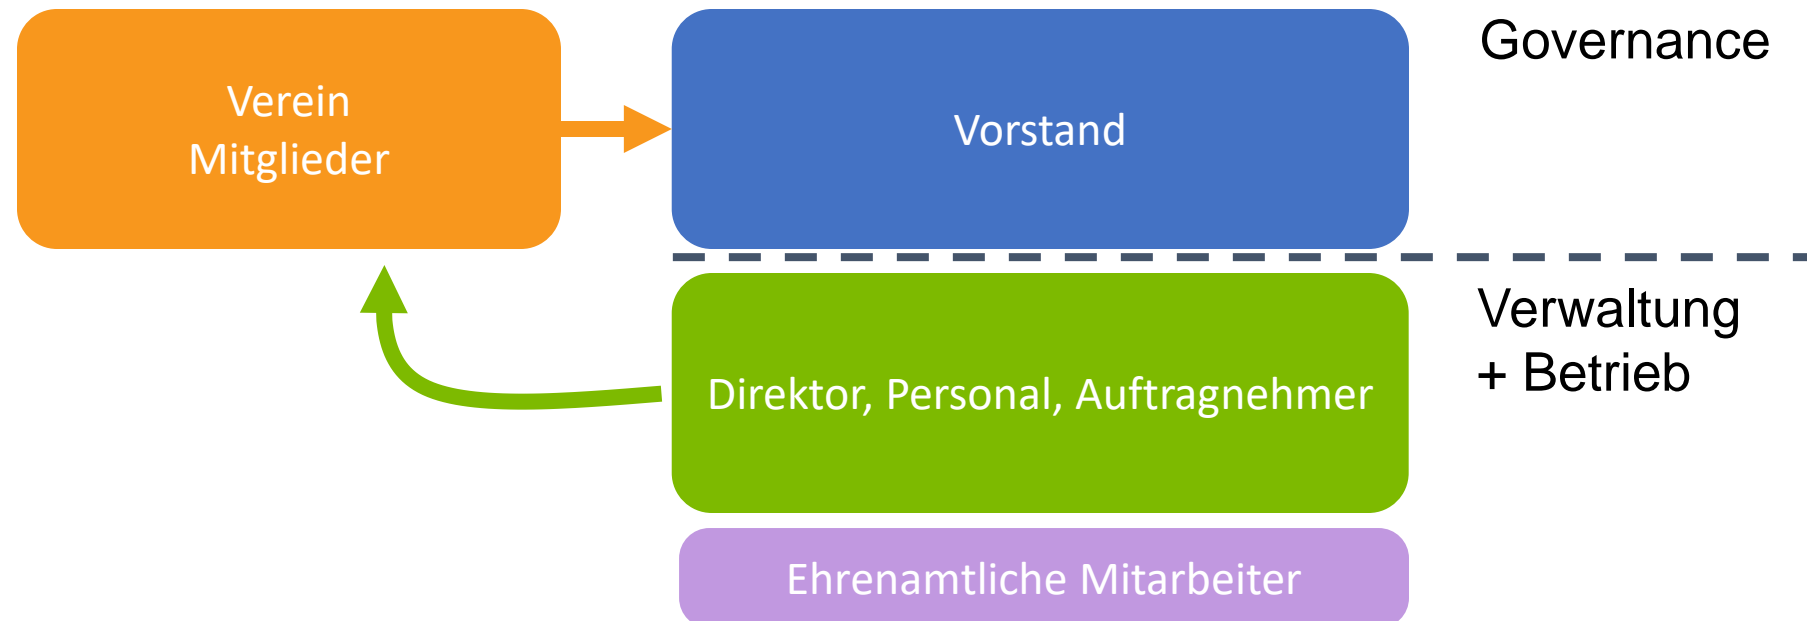 Verein
Mitglieder
Vorstand
Governance
Direktor, Personal, Auftragnehmer
Verwaltung
+ Betrieb
Ehrenamtliche Mitarbeiter